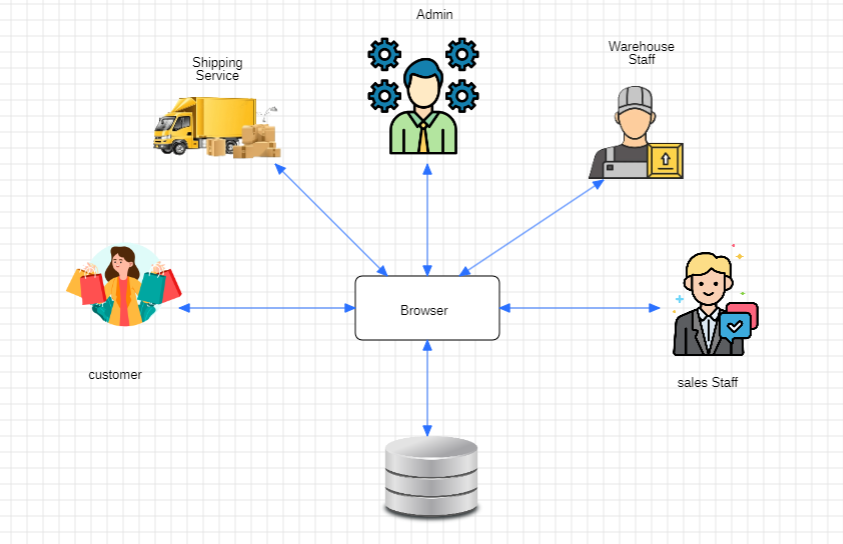 Admin
Shipping
Service
Warehouse
Staff
Browser
customer
sales Staff